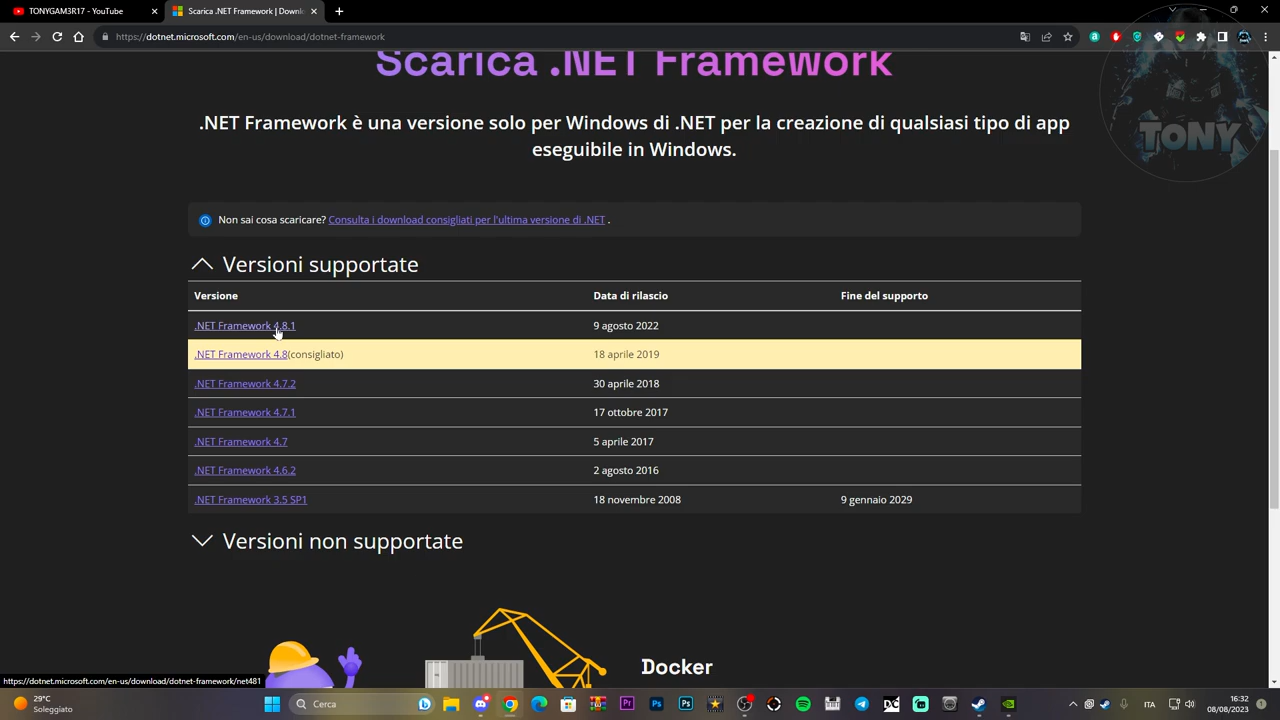 TONYGAM3R17 - YouTube
Scarica .NET Framework | Downlo
https://dotnet.microsoft.com/en-us/download/dotnet-framework
Scarica .NET Framework
TONY
.NET Framework è una versione solo per Windows di .NET per la creazione di qualsiasi tipo di app
eseguibile in Windows.
Non sai cosa scaricare? Consulta i download consigliati per l'ultima versione di .NET .
Versioni supportate
Versione Data di rilascio Fine del supporto
.NET Framework 4.8.1 9 agosto 2022
.NET Framework 4.8(consigliato) 18 aprile 2019
.NET Framework 4.7.2 30 aprile 2018
.NET Framework 4.7.1 17 ottobre 2017
.NET Framework 4.7 5 aprile 2017
.NET Framework 4.6.2 2 agosto 2016
.NET Framework 3.5 SP1 18 novembre 2008 9 gennaio 2029
Versioni non supportate
Docker
https://dotnet.microsoft.com/en-us/download/dotnet-framework/net481
29°C
Soleggiato
Cerca
ITA
16:32
08/08/2023